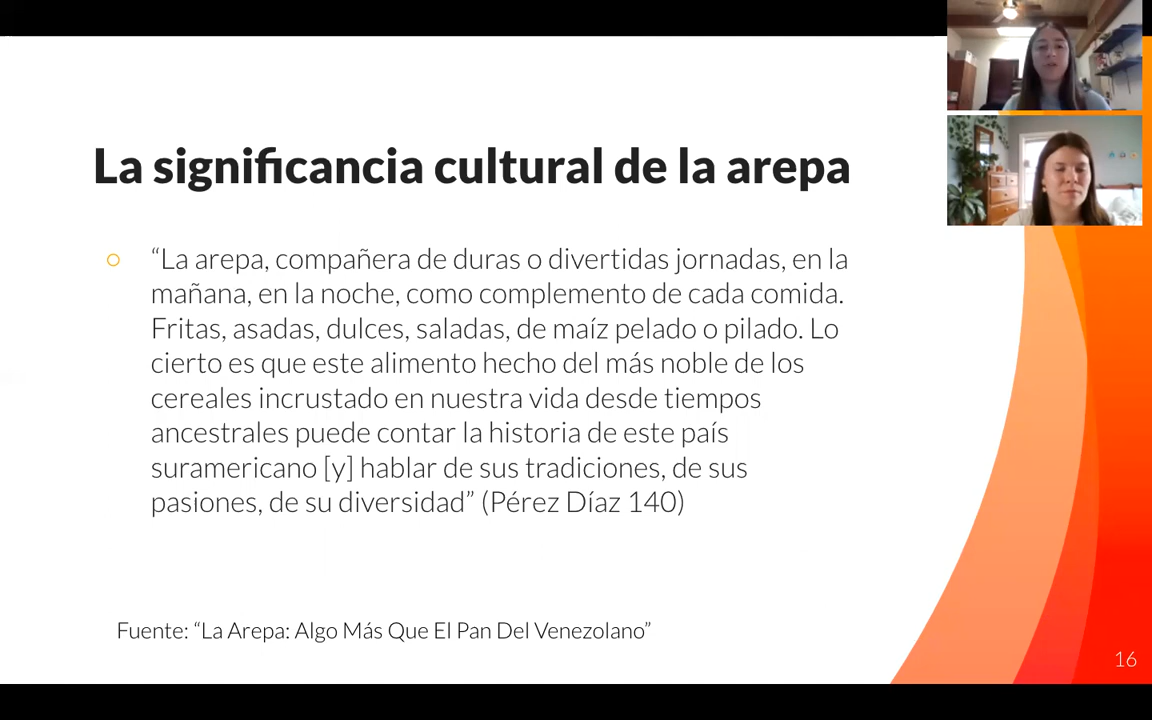 La significancia cultural de la arepa
“La arepa, compañera de duras o divertidas jornadas, en la
mañana, en la noche, como complemento de cada comida.
Fritas, asadas, dulces, saladas, de maíz pelado o pilado. Lo
cierto es que este alimento hecho del más noble de los
cereales incrustado en nuestra vida desde tiempos
ancestrales puede contar la historia de este país
suramericano [y] hablar de sus tradiciones, de sus
pasiones, de su diversidad” (Pérez Díaz 140)
Fuente: “La Arepa: Algo Más Que El Pan Del Venezolano”
16